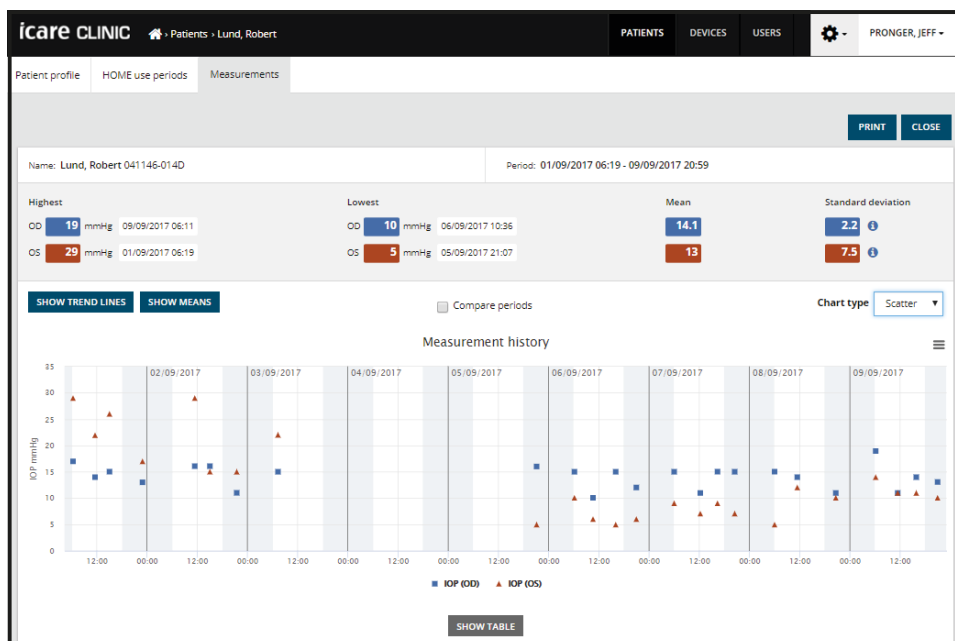 icare CLINIC › Patients › Lund, Robert PATIENTS DEVICES USERS PRONGER, JEFF
Patient profile HOME use periods Measurements
PRINT CLOSE
Name: Lund, Robert 041146-014D Period: 01/09/2017 06:19 - 09/09/2017 20:59
Highest Lowest Mean Standard deviation
OD 19 mmHg 09/09/2017 06:11 OD 10 mmHg 06/09/2017 10:36 14.1 2.2 i
OS 29 mmHg 01/09/2017 06:19 OS 5 mmHg 05/09/2017 21:07 13 7.5 i
SHOW TREND LINES SHOW MEANS Compare periods Chart type Scatter
Measurement history
35
02/09/2017 03/09/2017 04/09/2017 05/09/2017 06/09/2017 07/09/2017 08/09/2017 09/09/2017
30
25
20
15
10
5
0
IOP mmHg
12:00 00:00 12:00 00:00 12:00 00:00 12:00 00:00 12:00 00:00 12:00 00:00 12:00 00:00 12:00 00:00 12:00
IOP (OD) IOP (OS)
SHOW TABLE